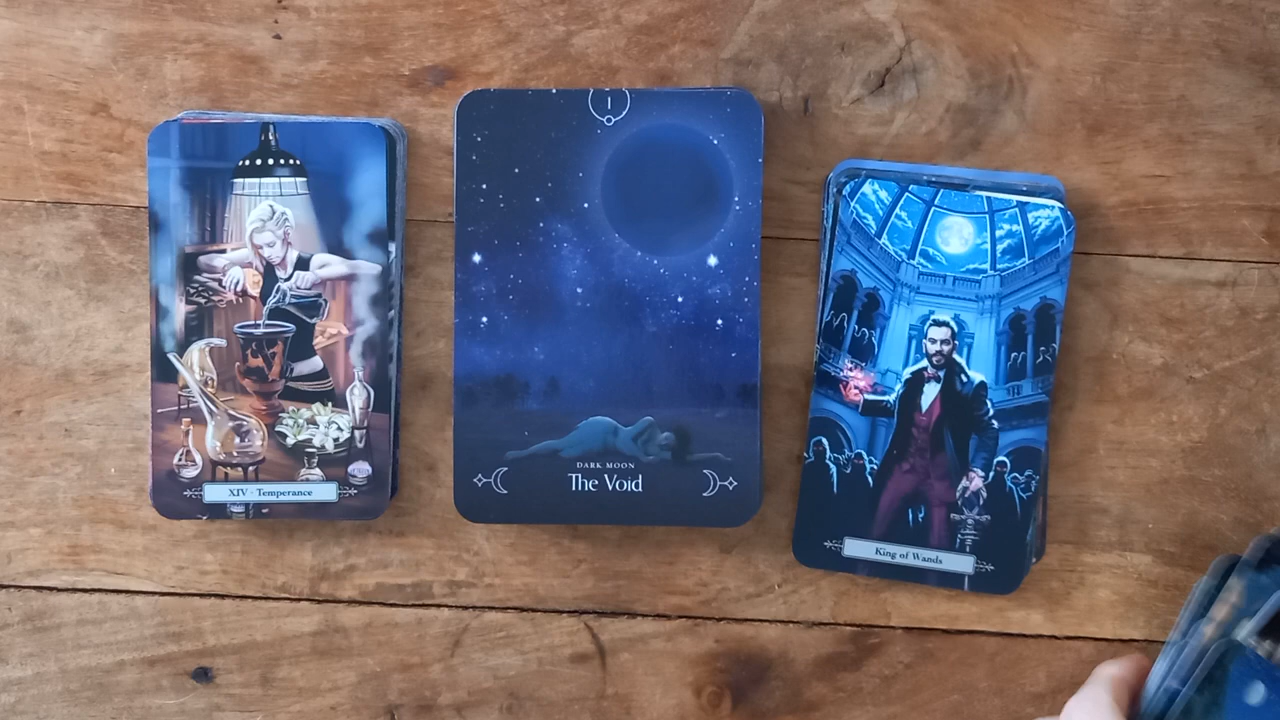 XIV · Temperance
I
DARK MOON
The Void
King of Wands